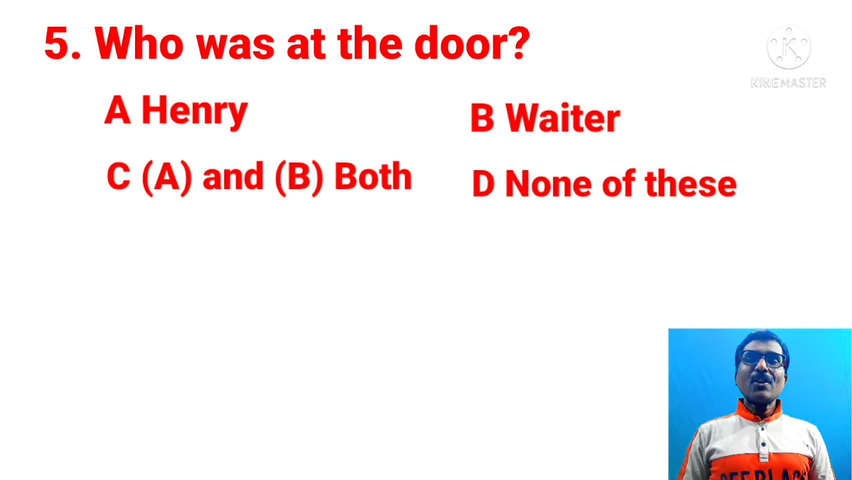 5. Who was at the door?
KINEMASTER
A Henry
B Waiter
C (A) and (B) Both
D None of these